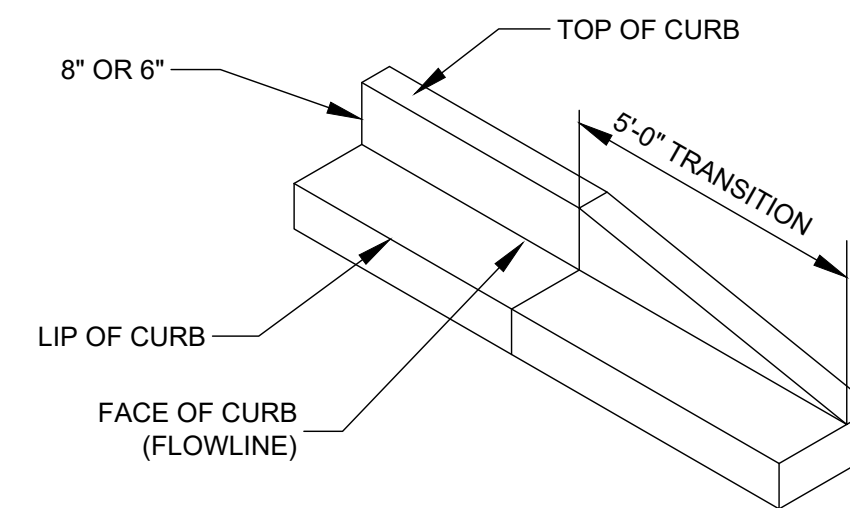 TOP OF CURB
8" OR 6"
5'-0" TRANSITION
LIP OF CURB
FACE OF CURB
(FLOWLINE)